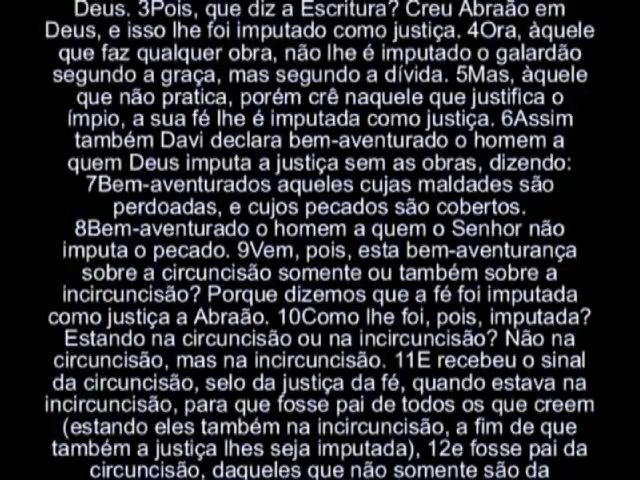 Deus. 3Pois, que diz a Escritura? Creu Abraão em
Deus, e isso lhe foi imputado como justiça. 4Ora, àquele
que faz qualquer obra, não lhe é imputado o galardão
segundo a graça, mas segundo a dívida. 5Mas, àquele
que não pratica, porém crê naquele que justifica o
ímpio, a sua fé lhe é imputada como justiça. 6Assim
também Davi declara bem-aventurado o homem a
quem Deus imputa a justiça sem as obras, dizendo:
7Bem-aventurados aqueles cujas maldades são
perdoadas, e cujos pecados são cobertos.
8Bem-aventurado o homem a quem o Senhor não
imputa o pecado. 9Vem, pois, esta bem-aventurança
sobre a circuncisão somente ou também sobre a
incircuncisão? Porque dizemos que a fé foi imputada
como justiça a Abraão. 10Como lhe foi, pois, imputada?
Estando na circuncisão ou na incircuncisão? Não na
circuncisão, mas na incircuncisão. 11E recebeu o sinal
da circuncisão, selo da justiça da fé, quando estava na
incircuncisão, para que fosse pai de todos os que creem
(estando eles também na incircuncisão, a fim de que
também a justiça lhes seja imputada), 12e fosse pai da
circuncisão, daqueles que não somente são da